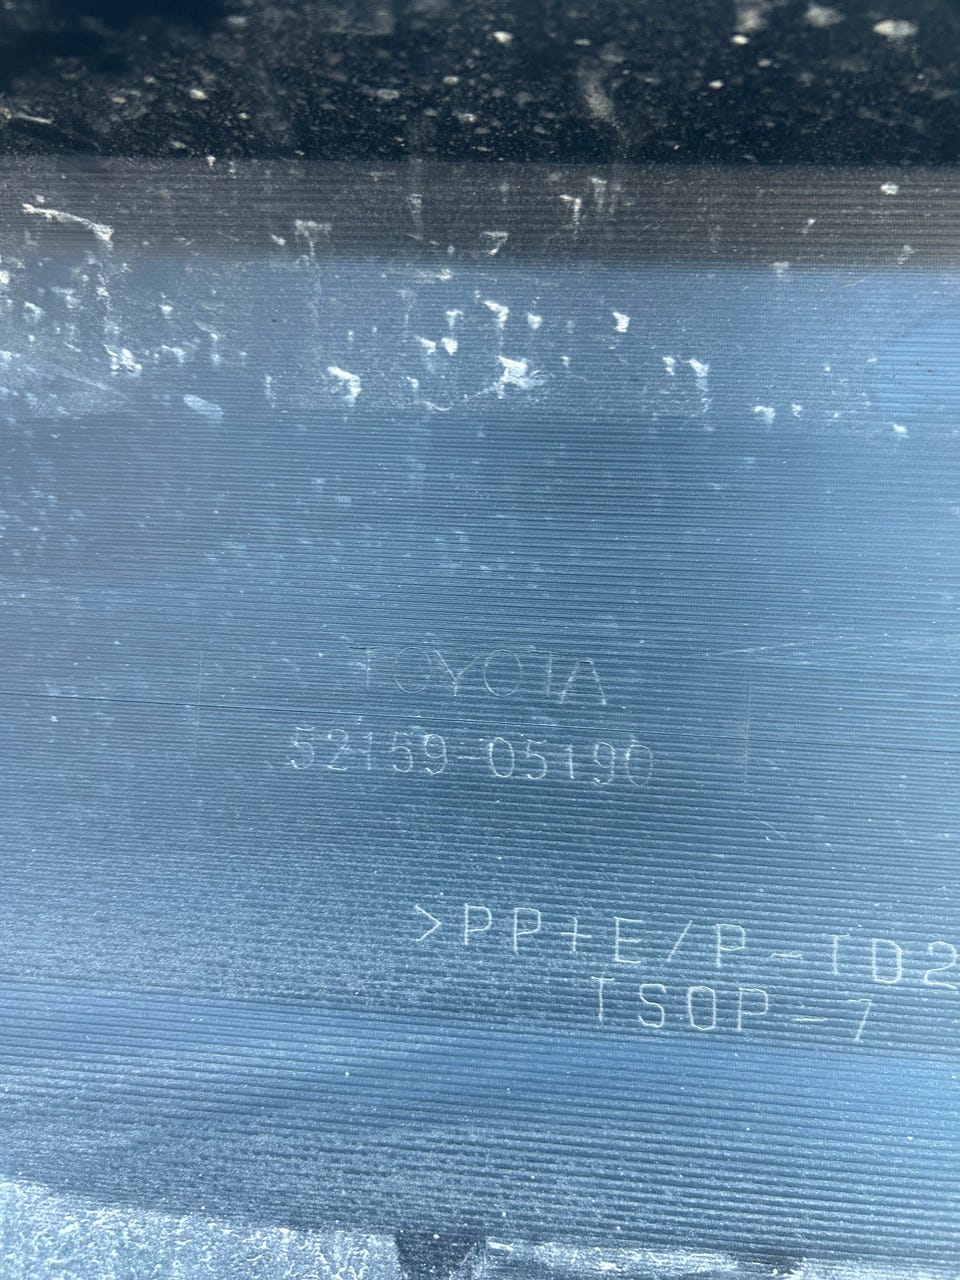 TOYOTA
52159-05190
>PP+E/P-TD2
TSOP-7